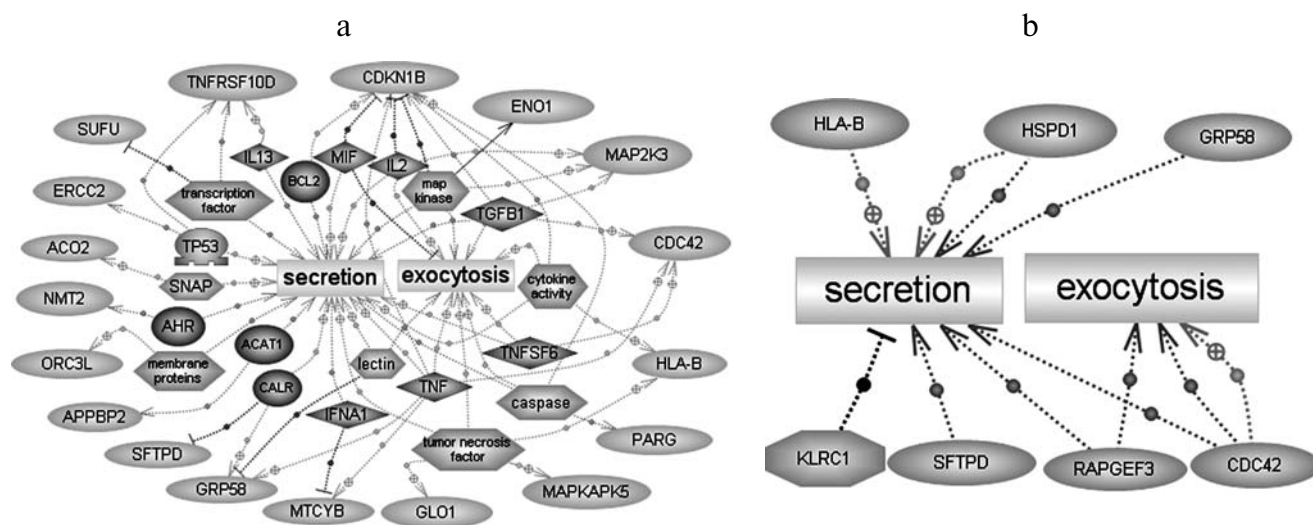 a
b
TNFRSF10D
CDKN1B
ENO1
SUFU
IL13
MIF
IL2
MAP2K3
BCL2
map
kinase
ERCC2
transcription
factor
TGFB1
TP53
CDC42
ACO2
SNAP
secretion
exocytosis
cytokine
activity
NMT2
AHR
ACAT1
TNFSF6
ORC3L
membrane
proteins
lectin
HLA-B
CALR
TNF
caspase
APPBP2
IFNA1
SFTPD
tumor necrosis
factor
PARG
GRP58
MTCYB
GLO1
MAPKAPK5
HLA-B
HSPD1
GRP58
secretion
exocytosis
KLRC1
SFTPD
RAPGEF3
CDC42